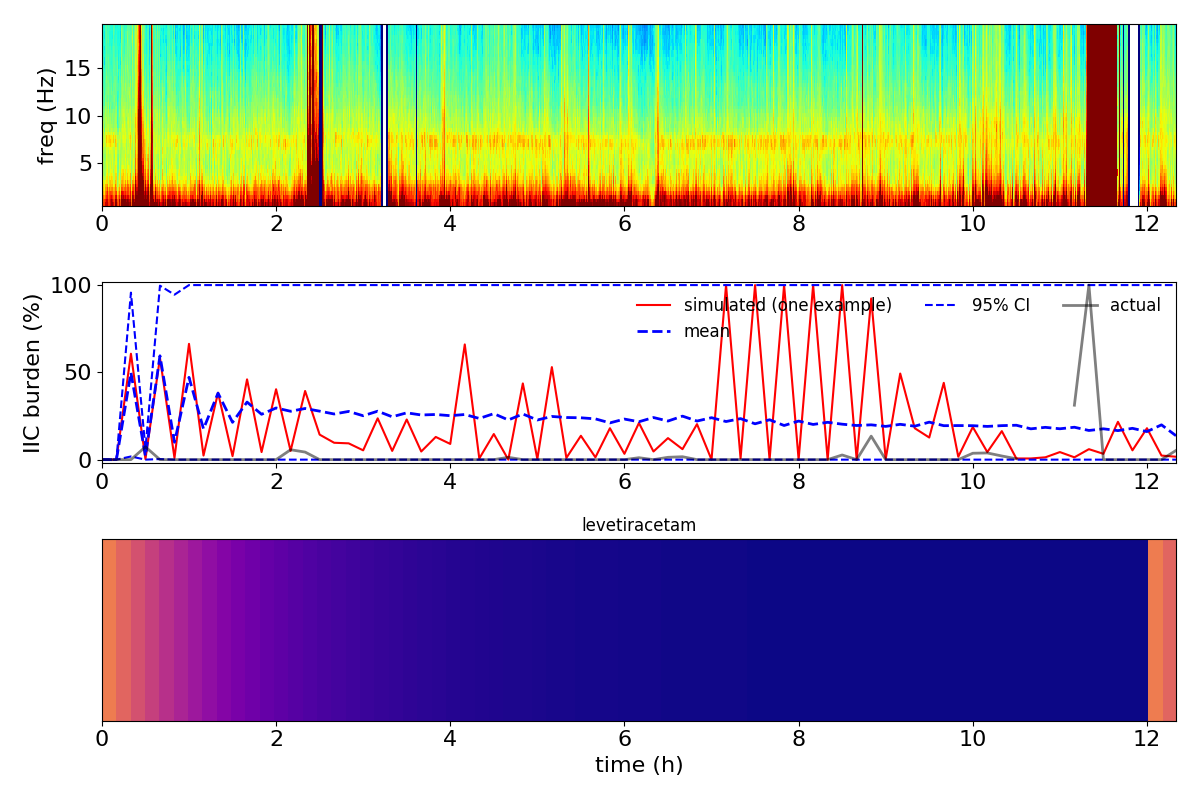 freq (Hz)
15
10
5
0 2 4 6 8 10 12
IIC burden (%)
100
50
0
simulated (one example) 95% CI actual
mean
0 2 4 6 8 10 12
levetiracetam
0 2 4 6 8 10 12
time (h)